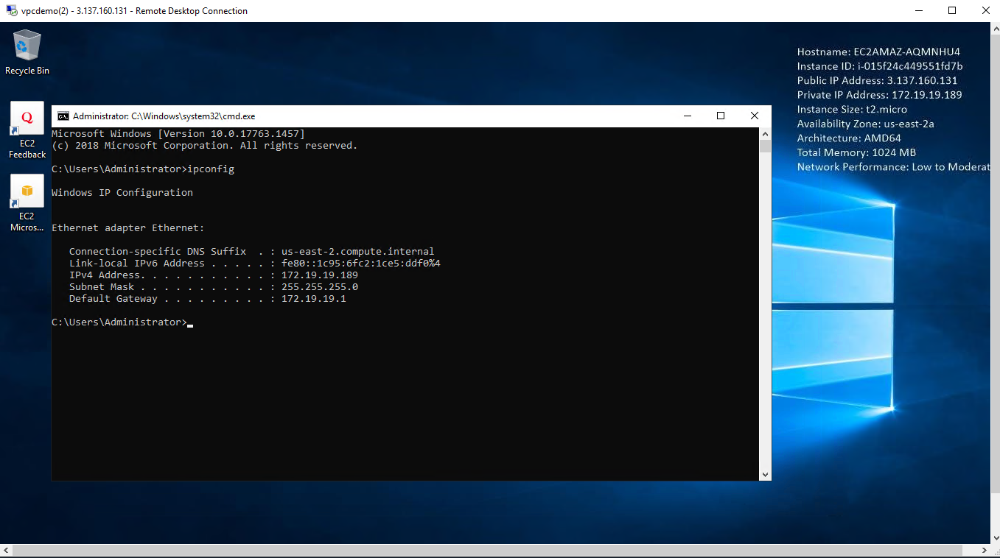 vpcdemo(2) - 3.137.160.131 - Remote Desktop Connection
Recycle Bin
Q
EC2
Feedback
EC2
Micros...
Hostname: EC2AMAZ-AQMNHU4
Instance ID: i-015f24c449551fd7b
Public IP Address: 3.137.160.131
Private IP Address: 172.19.19.189
Instance Size: t2.micro
Availability Zone: us-east-2a
Architecture: AMD64
Total Memory: 1024 MB
Network Performance: Low to Moderat
Administrator: C:\Windows\system32\cmd.exe
Microsoft Windows [Version 10.0.17763.1457]
(c) 2018 Microsoft Corporation. All rights reserved.
C:\Users\Administrator>ipconfig
Windows IP Configuration
Ethernet adapter Ethernet:
Connection-specific DNS Suffix  . : us-east-2.compute.internal
Link-local IPv6 Address . . . . . : fe80::1c95:6fc2:1ce5:ddf0%4
IPv4 Address. . . . . . . . . . . : 172.19.19.189
Subnet Mask . . . . . . . . . . . : 255.255.255.0
Default Gateway . . . . . . . . . : 172.19.19.1
C:\Users\Administrator>